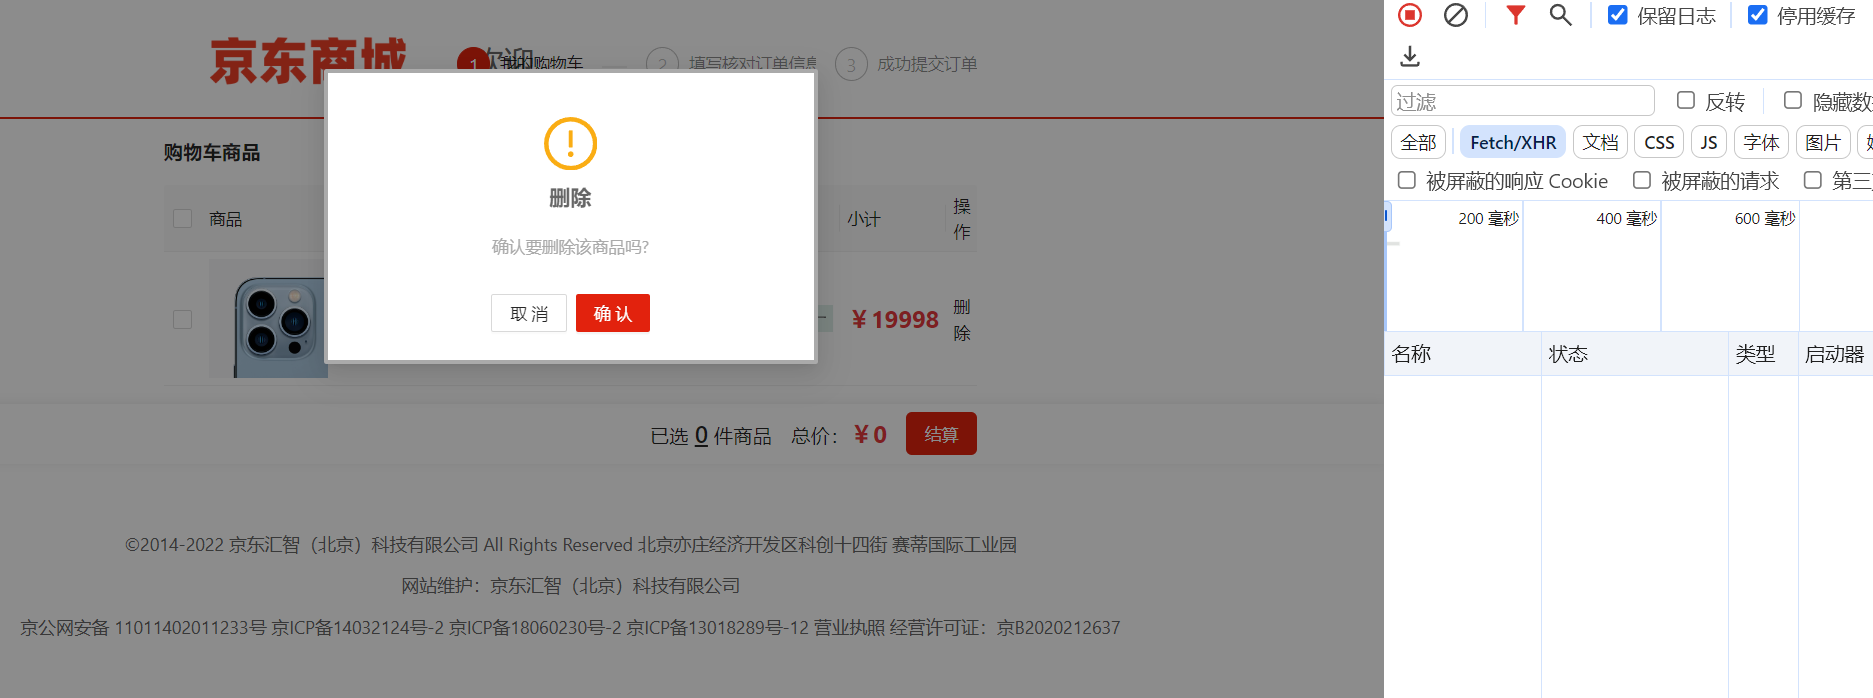 京东商城
欢迎
1 我的购物车
2 填写核对订单信息
3 成功提交订单
购物车商品
商品
小计
操作
删除
确认要删除该商品吗?
取 消
确 认
¥19998
删除
已选 0 件商品 总价： ¥0 结算
©2014-2022 京东汇智（北京）科技有限公司 All Rights Reserved 北京亦庄经济开发区科创十四街 赛蒂国际工业园
网站维护：京东汇智（北京）科技有限公司
京公网安备 11011402011233号 京ICP备14032124号-2 京ICP备18060230号-2 京ICP备13018289号-12 营业执照 经营许可证：京B2020212637
保留日志 停用缓存
过滤 反转 隐藏数
全部 Fetch/XHR 文档 CSS JS 字体 图片
被屏蔽的响应 Cookie 被屏蔽的请求 第三
200 毫秒 400 毫秒 600 毫秒
名称 状态 类型 启动器